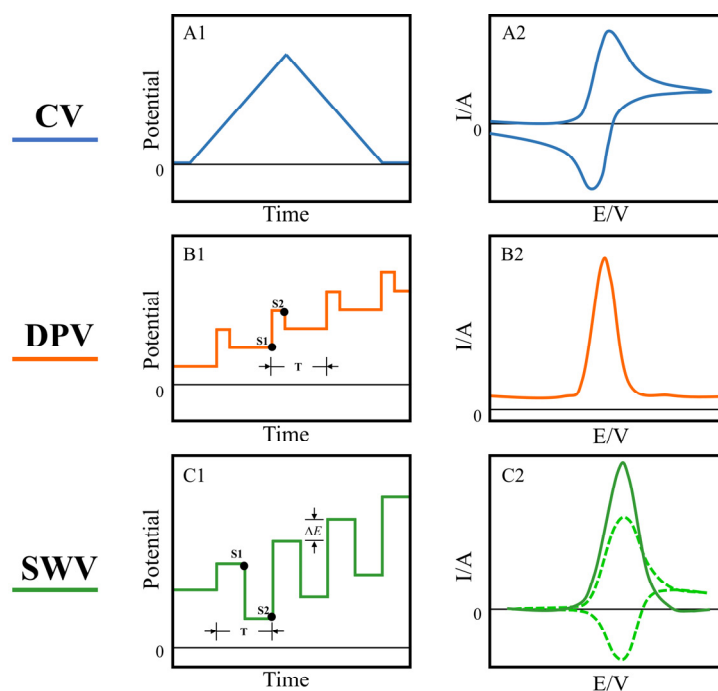 CV
A1
Potential
0
Time
A2
I/A
0
E/V
DPV
B1
Potential
S1
S2
T
0
Time
B2
I/A
0
E/V
SWV
C1
Potential
S1
S2
T
ΔE
0
Time
C2
I/A
0
E/V